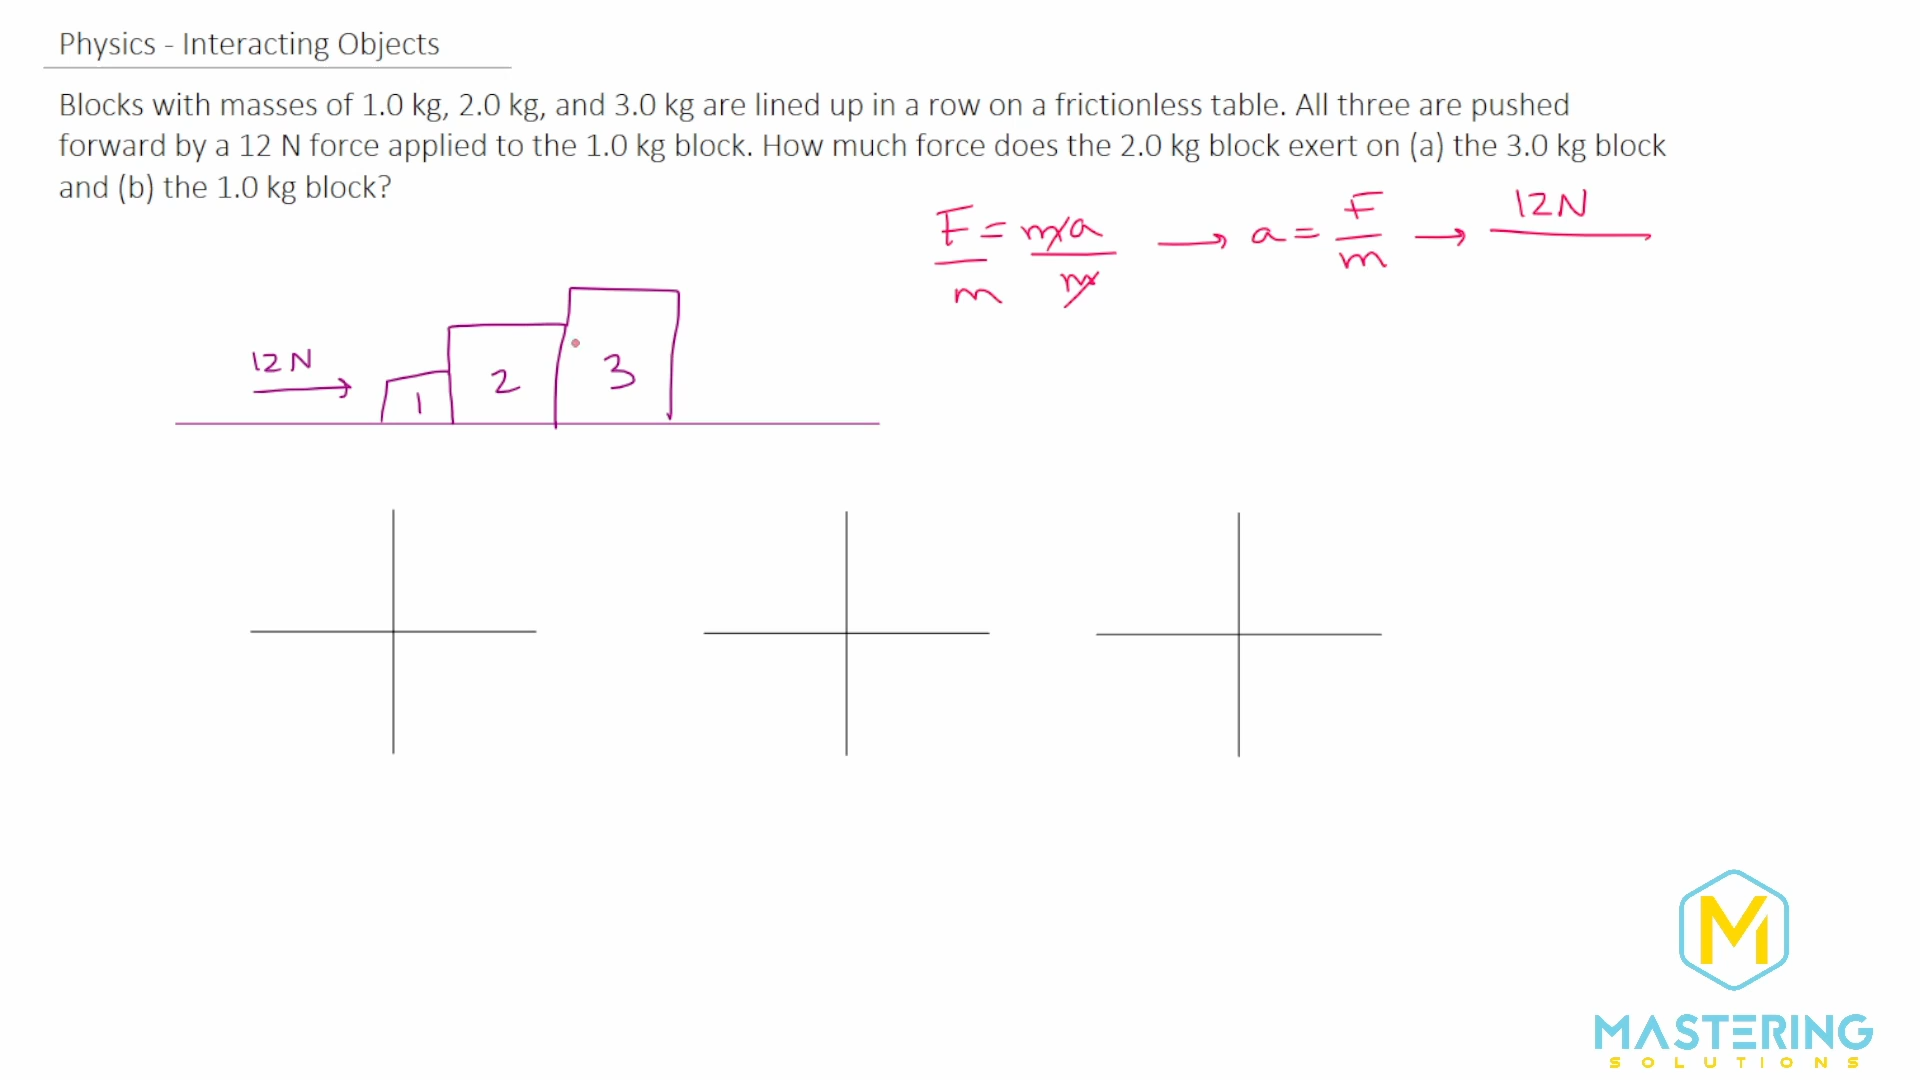 Physics - Interacting Objects
Blocks with masses of 1.0 kg, 2.0 kg, and 3.0 kg are lined up in a row on a frictionless table. All three are pushed
forward by a 12 N force applied to the 1.0 kg block. How much force does the 2.0 kg block exert on (a) the 3.0 kg block
and (b) the 1.0 kg block?
F/m = ma/m → a = F/m → 12N
12N
1 2 3
M
MASTERING
SOLUTIONS